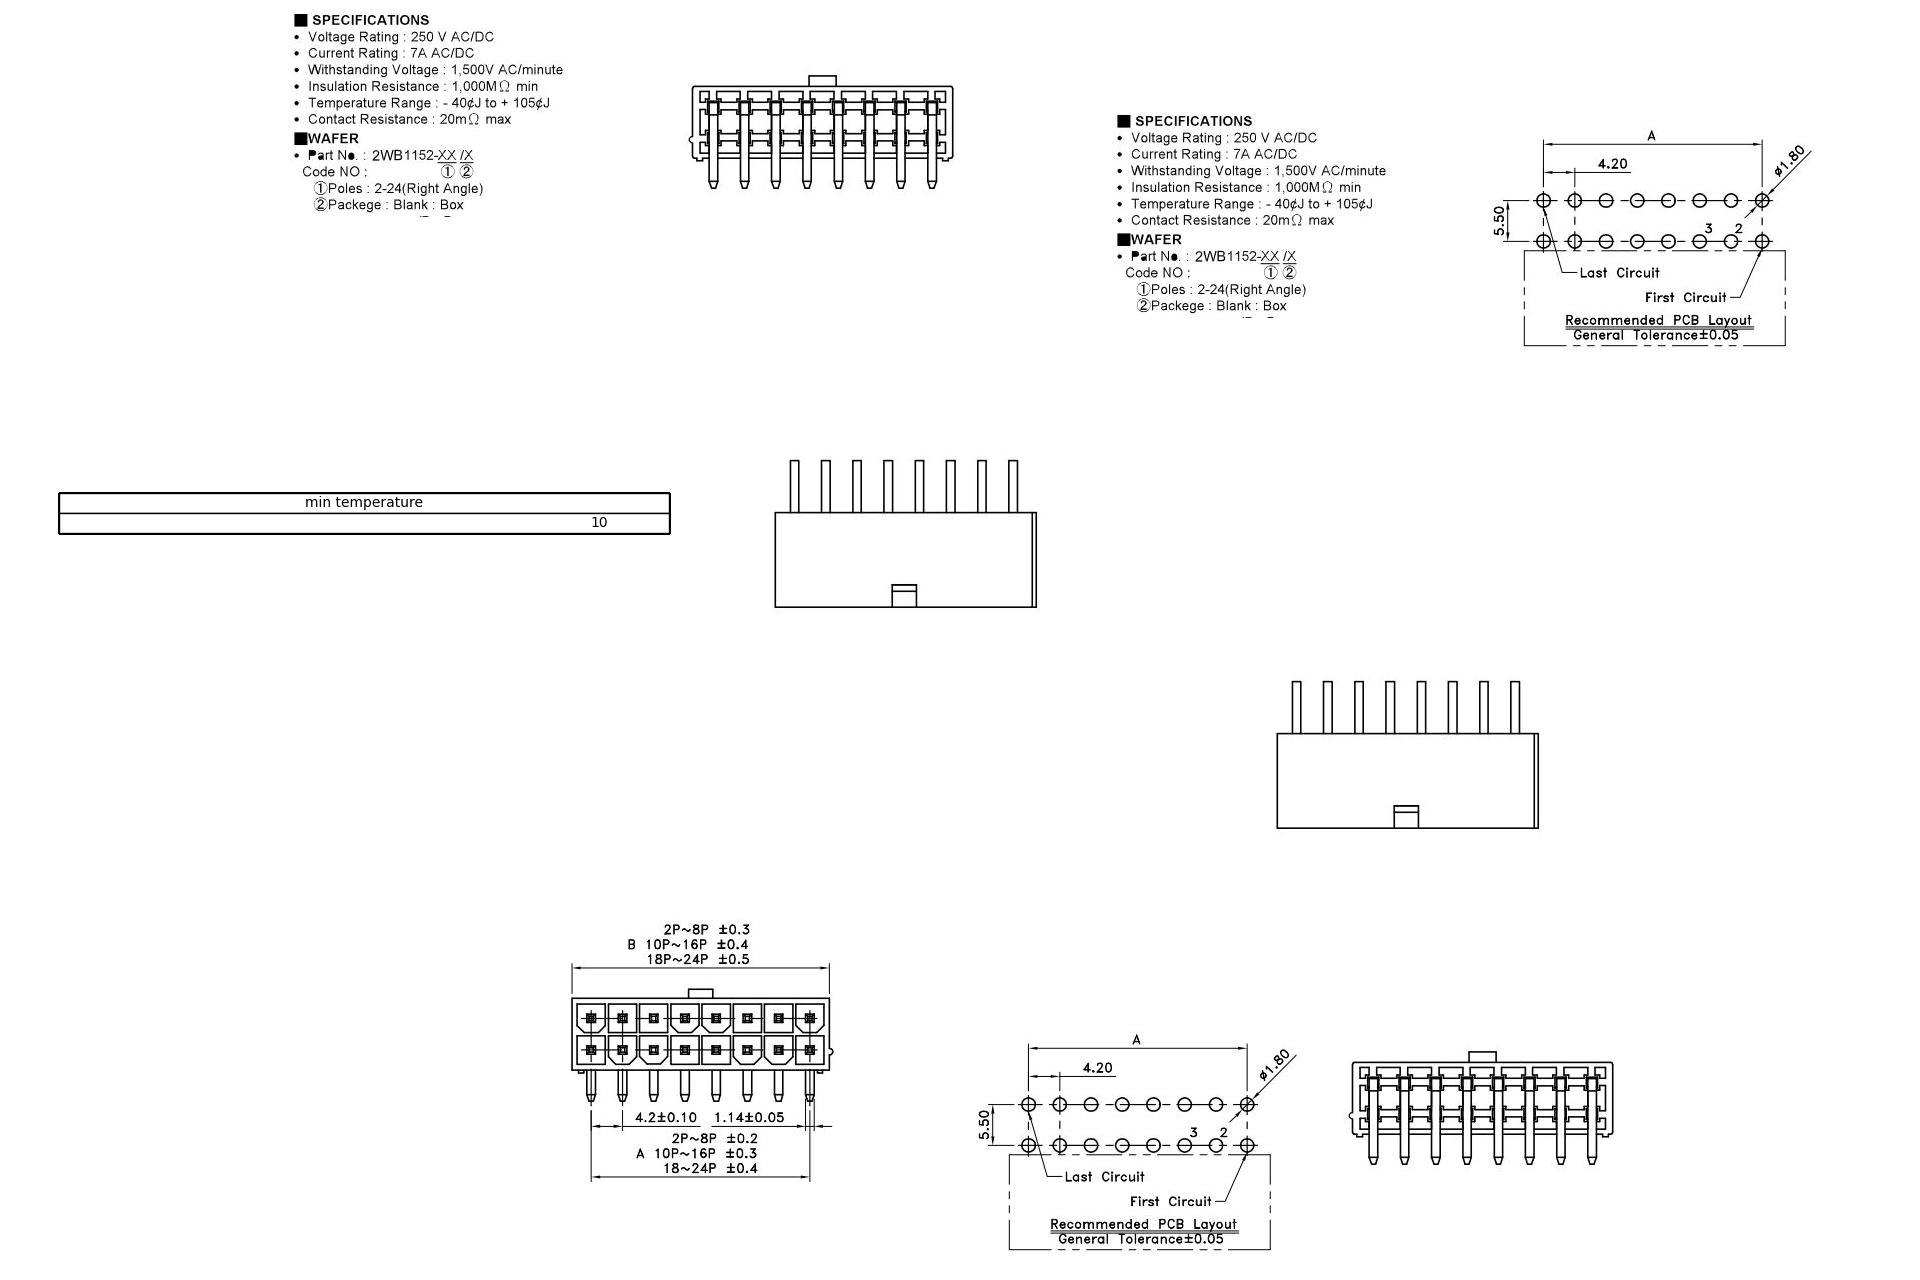 ■ SPECIFICATIONS
• Voltage Rating : 250 V AC/DC
• Current Rating : 7A AC/DC
• Withstanding Voltage : 1,500V AC/minute
• Insulation Resistance : 1,000MΩ min
• Temperature Range : - 40¢J to + 105¢J
• Contact Resistance : 20mΩ max
■WAFER
• Part No. : 2WB1152-XX /X
Code NO : ① ②
①Poles : 2-24(Right Angle)
②Packege : Blank : Box
■ SPECIFICATIONS
• Voltage Rating : 250 V AC/DC
• Current Rating : 7A AC/DC
• Withstanding Voltage : 1,500V AC/minute
• Insulation Resistance : 1,000MΩ min
• Temperature Range : - 40¢J to + 105¢J
• Contact Resistance : 20mΩ max
■WAFER
• Part No. : 2WB1152-XX /X
Code NO : ① ②
①Poles : 2-24(Right Angle)
②Packege : Blank : Box
A
4.20
ø1.80
5.50
3 2
Last Circuit
First Circuit
Recommended PCB Layout
General Tolerance±0.05
min temperature
10
2P~8P ±0.3
B 10P~16P ±0.4
18P~24P ±0.5
4.2±0.10 1.14±0.05
2P~8P ±0.2
A 10P~16P ±0.3
18~24P ±0.4
A
4.20
ø1.80
5.50
3 2
Last Circuit
First Circuit
Recommended PCB Layout
General Tolerance±0.05